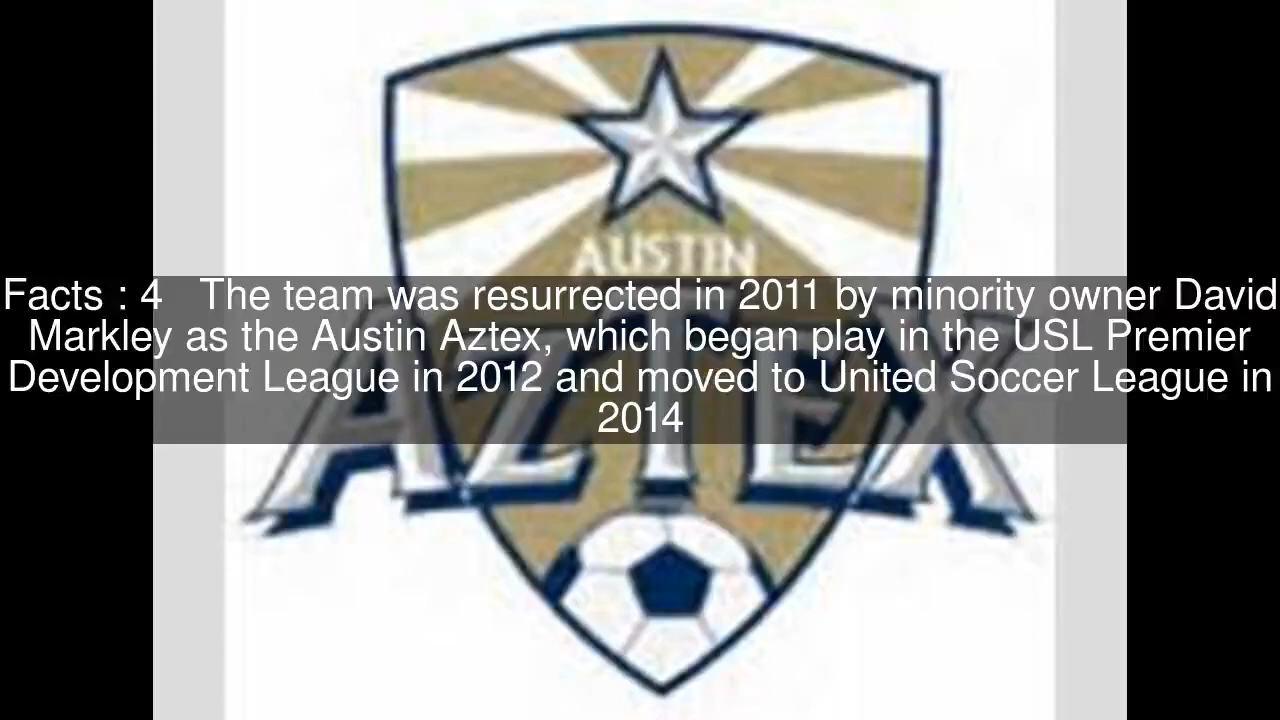 AUSTIN
Facts : 4   The team was resurrected in 2011 by minority owner David
Markley as the Austin Aztex, which began play in the USL Premier
Development League in 2012 and moved to United Soccer League in
2014
AZTEX